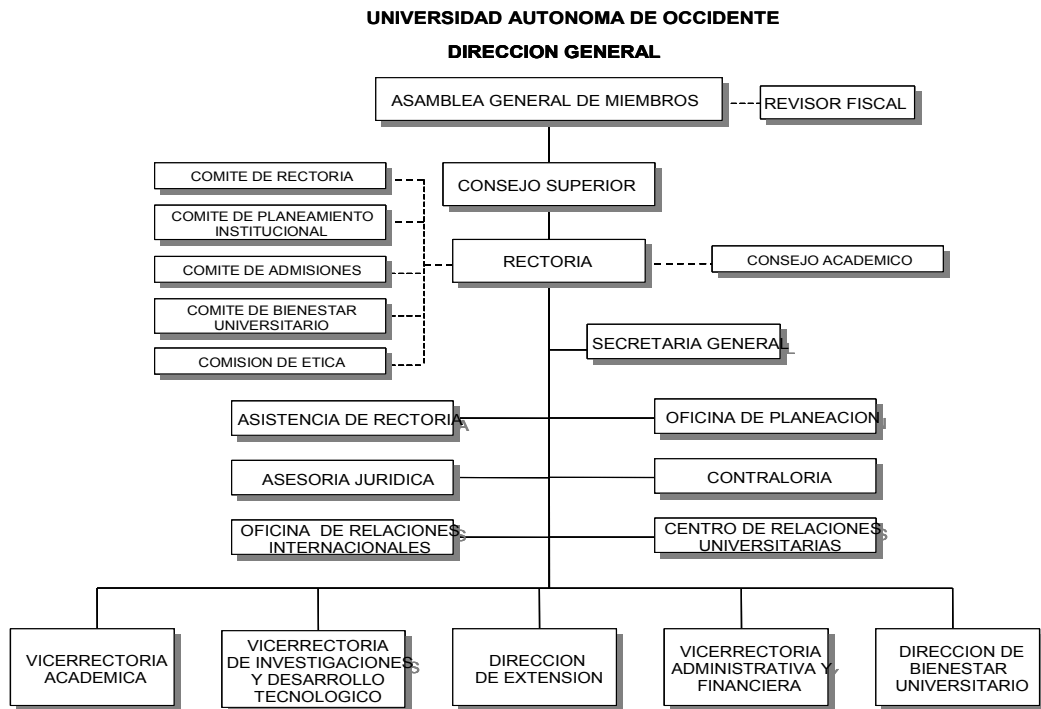 UNIVERSIDAD AUTONOMA DE OCCIDENTE
DIRECCION GENERAL
ASAMBLEA GENERAL DE MIEMBROS
REVISOR FISCAL
COMITE DE RECTORIA
CONSEJO SUPERIOR
COMITE DE PLANEAMIENTO
INSTITUCIONAL
RECTORIA
CONSEJO ACADEMICO
COMITE DE ADMISIONES
COMITE DE BIENESTAR
UNIVERSITARIO
SECRETARIA GENERAL
COMISION DE ETICA
ASISTENCIA DE RECTORIA
OFICINA DE PLANEACION
ASESORIA JURIDICA
CONTRALORIA
OFICINA DE RELACIONES
INTERNACIONALES
CENTRO DE RELACIONES
UNIVERSITARIAS
VICERRECTORIA
ACADEMICA
VICERRECTORIA
DE INVESTIGACIONES
Y DESARROLLO
TECNOLOGICO
DIRECCION
DE EXTENSION
VICERRECTORIA
ADMINISTRATIVA Y
FINANCIERA
DIRECCION DE
BIENESTAR
UNIVERSITARIO